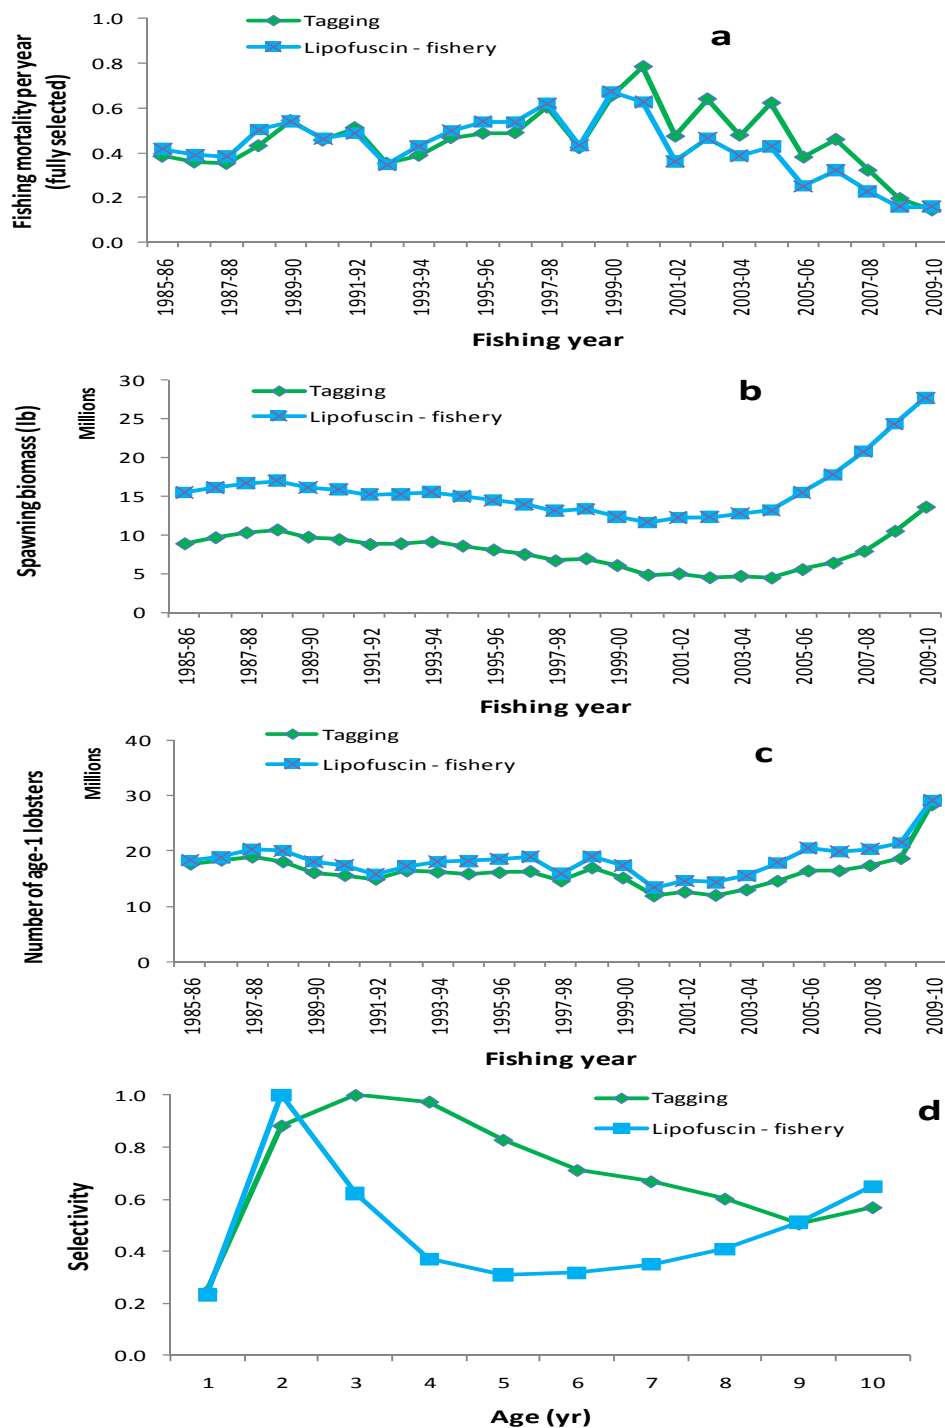 Tagging
Lipofuscin - fishery
a
Fishing mortality per year
(fully selected)
1.0
0.8
0.6
0.4
0.2
0.0
1985-86
1987-88
1989-90
1991-92
1993-94
1995-96
1997-98
1999-00
2001-02
2003-04
2005-06
2007-08
2009-10
Fishing year
Tagging
Lipofuscin - fishery
b
Spawning biomass (lb)
Millions
30
25
20
15
10
5
0
1985-86
1987-88
1989-90
1991-92
1993-94
1995-96
1997-98
1999-00
2001-02
2003-04
2005-06
2007-08
2009-10
Fishing year
Tagging
Lipofuscin - fishery
c
Number of age-1 lobsters
Millions
40
30
20
10
0
1985-86
1987-88
1989-90
1991-92
1993-94
1995-96
1997-98
1999-00
2001-02
2003-04
2005-06
2007-08
2009-10
Fishing year
Tagging
Lipofuscin - fishery
d
Selectivity
1.0
0.8
0.6
0.4
0.2
0.0
1 2 3 4 5 6 7 8 9 10
Age (yr)